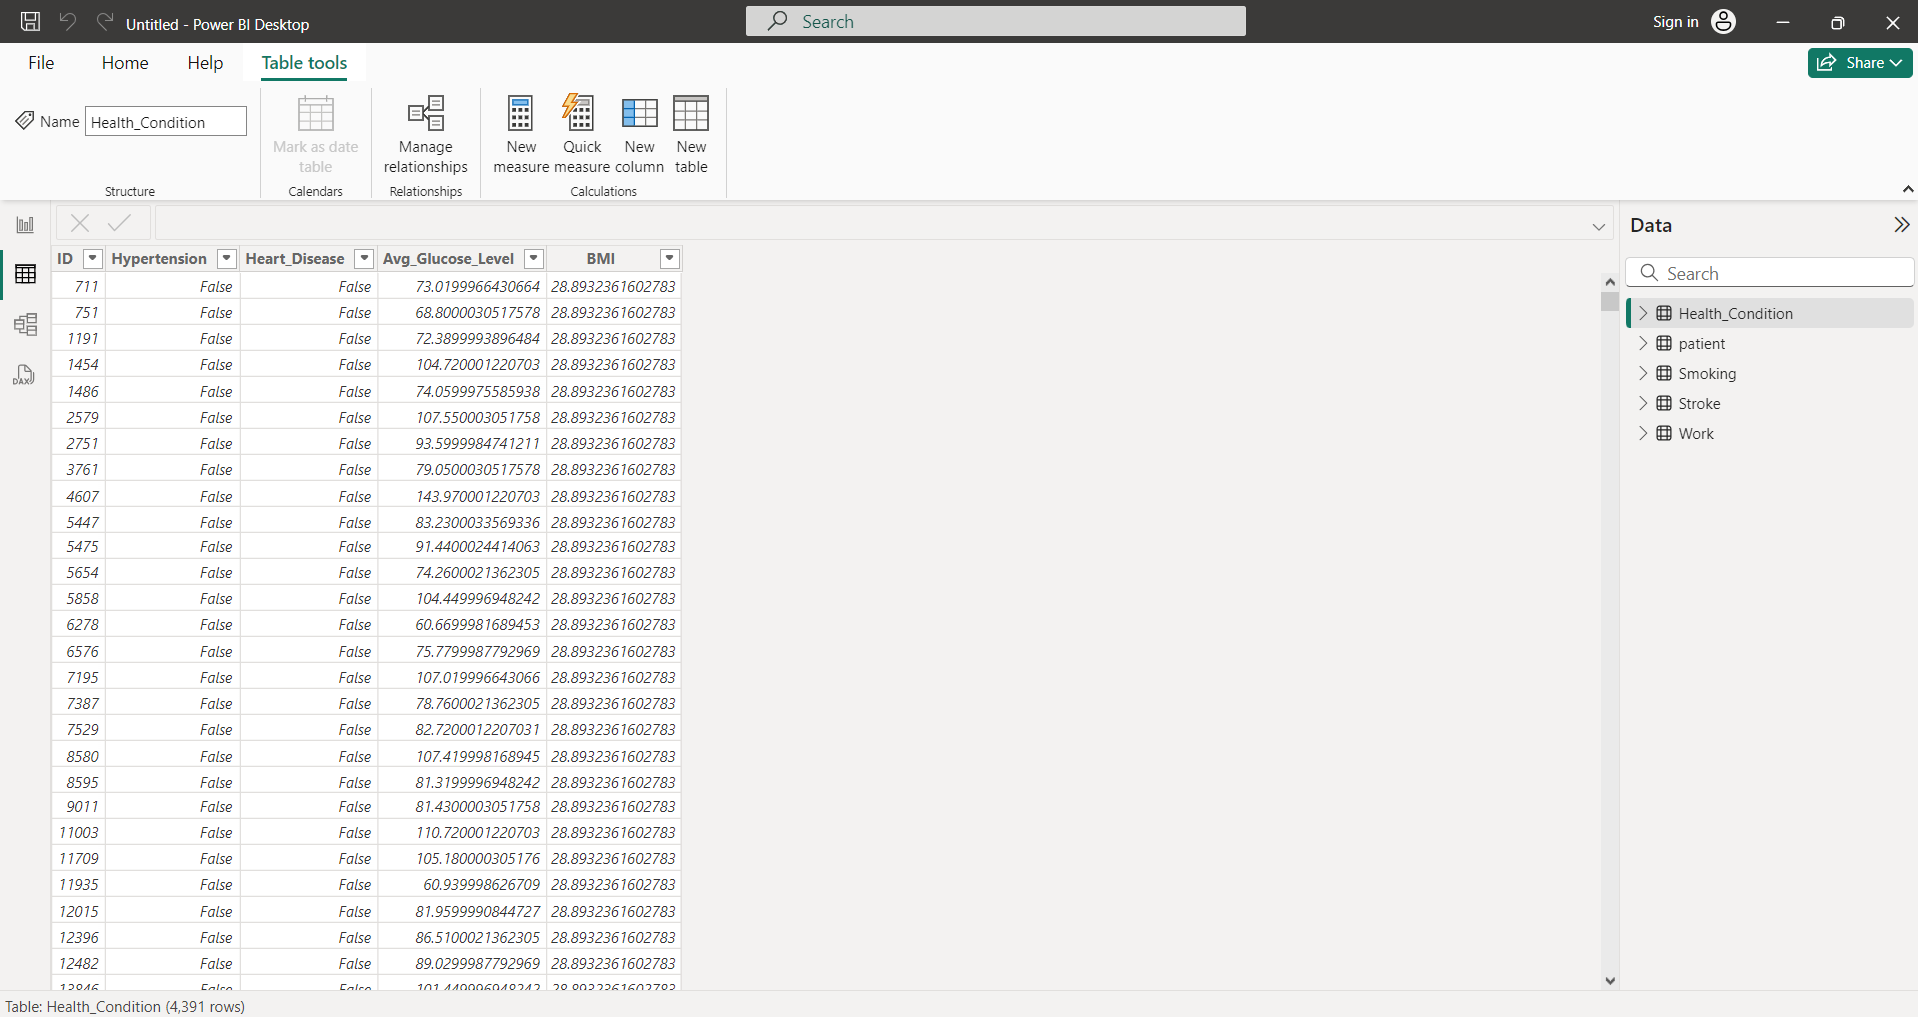 Untitled - Power BI Desktop
Search
Sign in
File Home Help Table tools
Share
Name Health_Condition
Mark as date table
Manage relationships
New measure
Quick measure
New column
New table
Structure Calendars Relationships Calculations
Data
Search
Health_Condition
patient
Smoking
Stroke
Work
DAX
ID Hypertension Heart_Disease Avg_Glucose_Level BMI
711 False False 73.0199966430664 28.8932361602783
751 False False 68.8000030517578 28.8932361602783
1191 False False 72.3899993896484 28.8932361602783
1454 False False 104.720001220703 28.8932361602783
1486 False False 74.0599975585938 28.8932361602783
2579 False False 107.550003051758 28.8932361602783
2751 False False 93.5999984741211 28.8932361602783
3761 False False 79.0500030517578 28.8932361602783
4607 False False 143.970001220703 28.8932361602783
5447 False False 83.2300033569336 28.8932361602783
5475 False False 91.4400024414063 28.8932361602783
5654 False False 74.2600021362305 28.8932361602783
5858 False False 104.449996948242 28.8932361602783
6278 False False 60.6699981689453 28.8932361602783
6576 False False 75.7799987792969 28.8932361602783
7195 False False 107.019996643066 28.8932361602783
7387 False False 78.7600021362305 28.8932361602783
7529 False False 82.7200012207031 28.8932361602783
8580 False False 107.419998168945 28.8932361602783
8595 False False 81.3199996948242 28.8932361602783
9011 False False 81.4300003051758 28.8932361602783
11003 False False 110.720001220703 28.8932361602783
11709 False False 105.180000305176 28.8932361602783
11935 False False 60.939998626709 28.8932361602783
12015 False False 81.9599990844727 28.8932361602783
12396 False False 86.5100021362305 28.8932361602783
12482 False False 89.0299987792969 28.8932361602783
13846 False False 101.449996948242 28.8932361602783
Table: Health_Condition (4,391 rows)